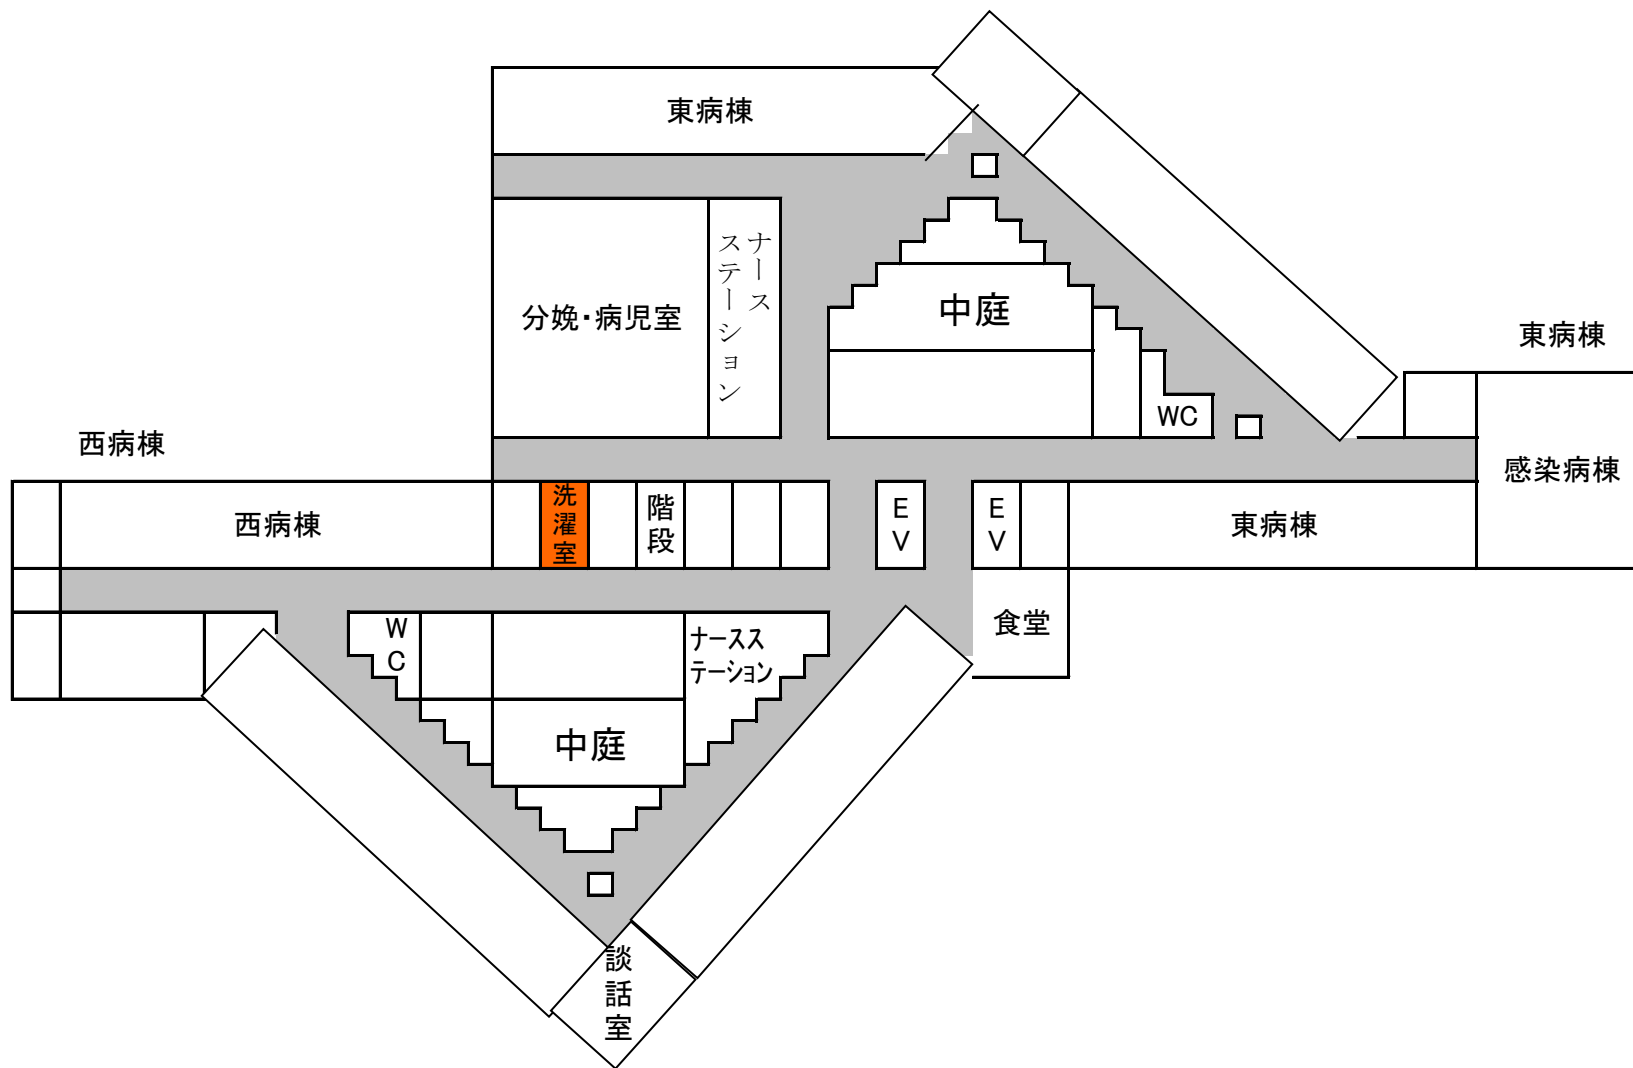 東病棟
ナース
ステーション
分娩・病児室
中庭
東病棟
WC
西病棟
感染病棟
西病棟
洗濯室
階段
EV
EV
東病棟
WC
ナースス
テーション
食堂
中庭
談話室